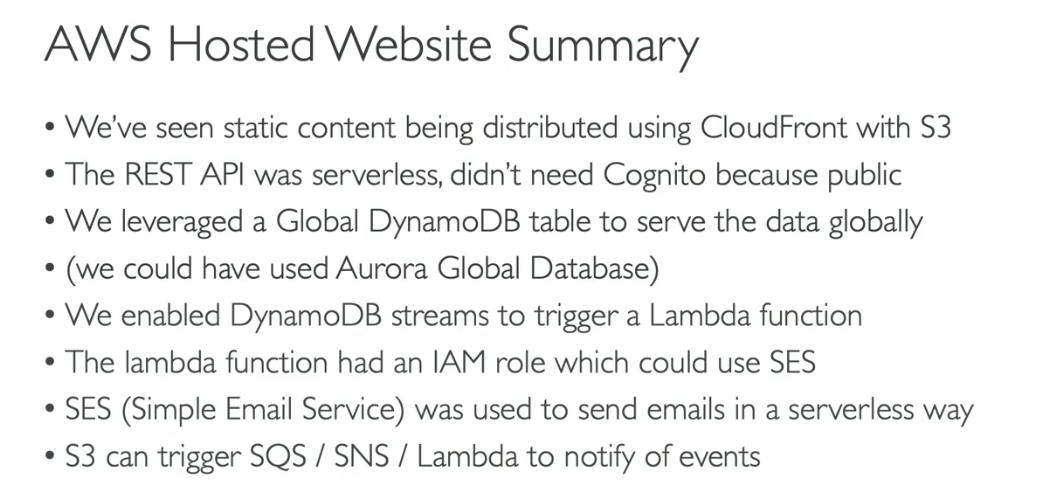 AWS Hosted Website Summary
• We’ve seen static content being distributed using CloudFront with S3
• The REST API was serverless, didn’t need Cognito because public
• We leveraged a Global DynamoDB table to serve the data globally
• (we could have used Aurora Global Database)
• We enabled DynamoDB streams to trigger a Lambda function
• The lambda function had an IAM role which could use SES
• SES (Simple Email Service) was used to send emails in a serverless way
• S3 can trigger SQS / SNS / Lambda to notify of events